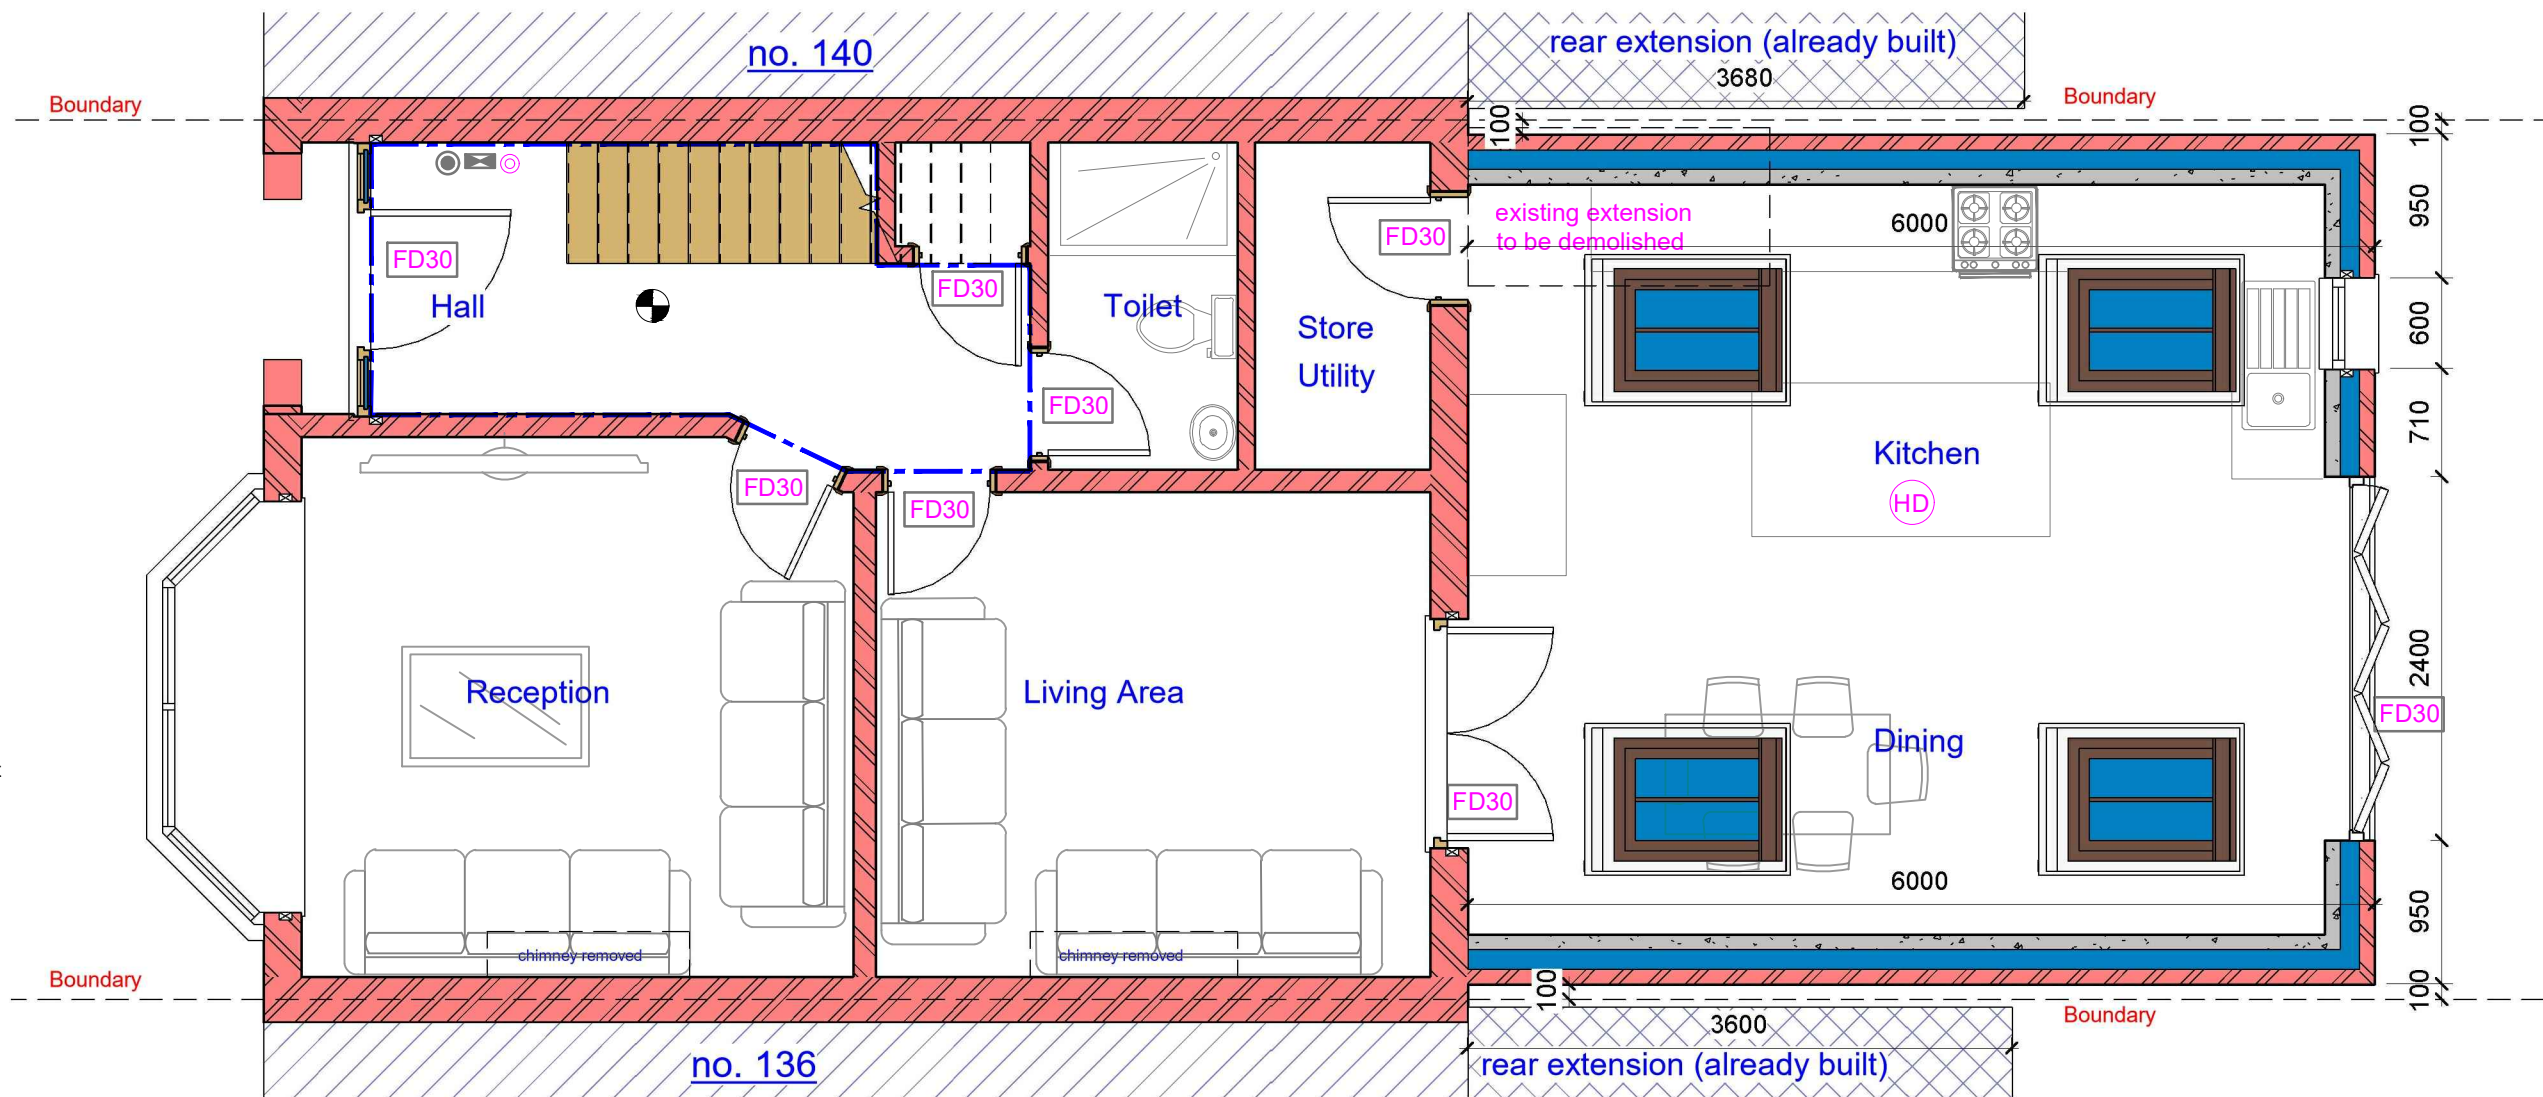 no. 140
rear extension (already built)
3680
Boundary
Boundary
100
100
950
existing extension
to be demolished
6000
FD30
FD30
FD30
Hall
Toilet
Store
Utility
600
FD30
710
Kitchen
HD
FD30
FD30
2400
Reception
Living Area
FD30
Dining
FD30
6000
950
chimney removed
chimney removed
Boundary
100
100
Boundary
3600
no. 136
rear extension (already built)